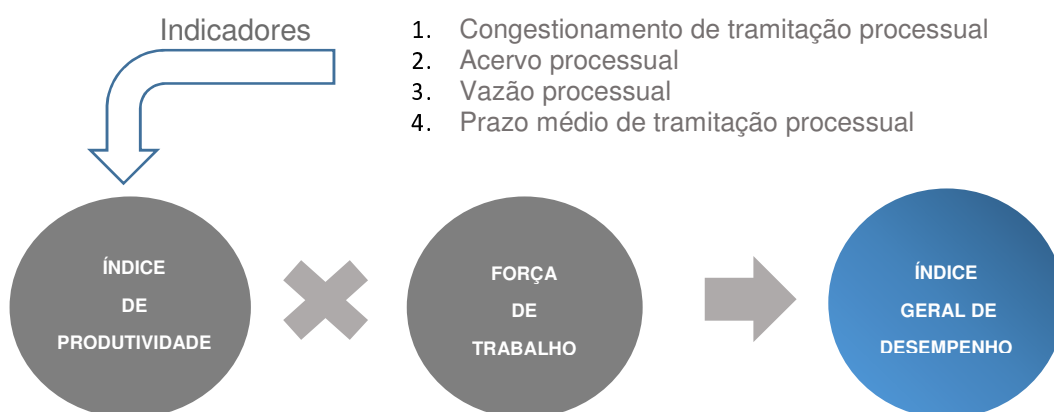 Indicadores
1. Congestionamento de tramitação processual
2. Acervo processual
3. Vazão processual
4. Prazo médio de tramitação processual
ÍNDICE
DE
PRODUTIVIDADE
FORÇA
DE
TRABALHO
ÍNDICE
GERAL DE
DESEMPENHO